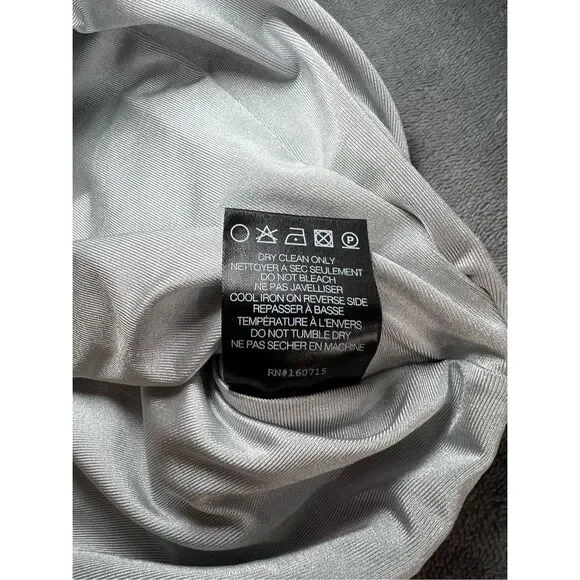 DRY CLEAN ONLY
NETTOYER A SEC SEULEMENT
DO NOT BLEACH
NE PAS JAVELLISER
COOL IRON ON REVERSE SIDE
REPASSER À BASSE
TEMPÉRATURE À L'ENVERS
DO NOT TUMBLE DRY
NE PAS SECHER EN MACHINE
RN#160715